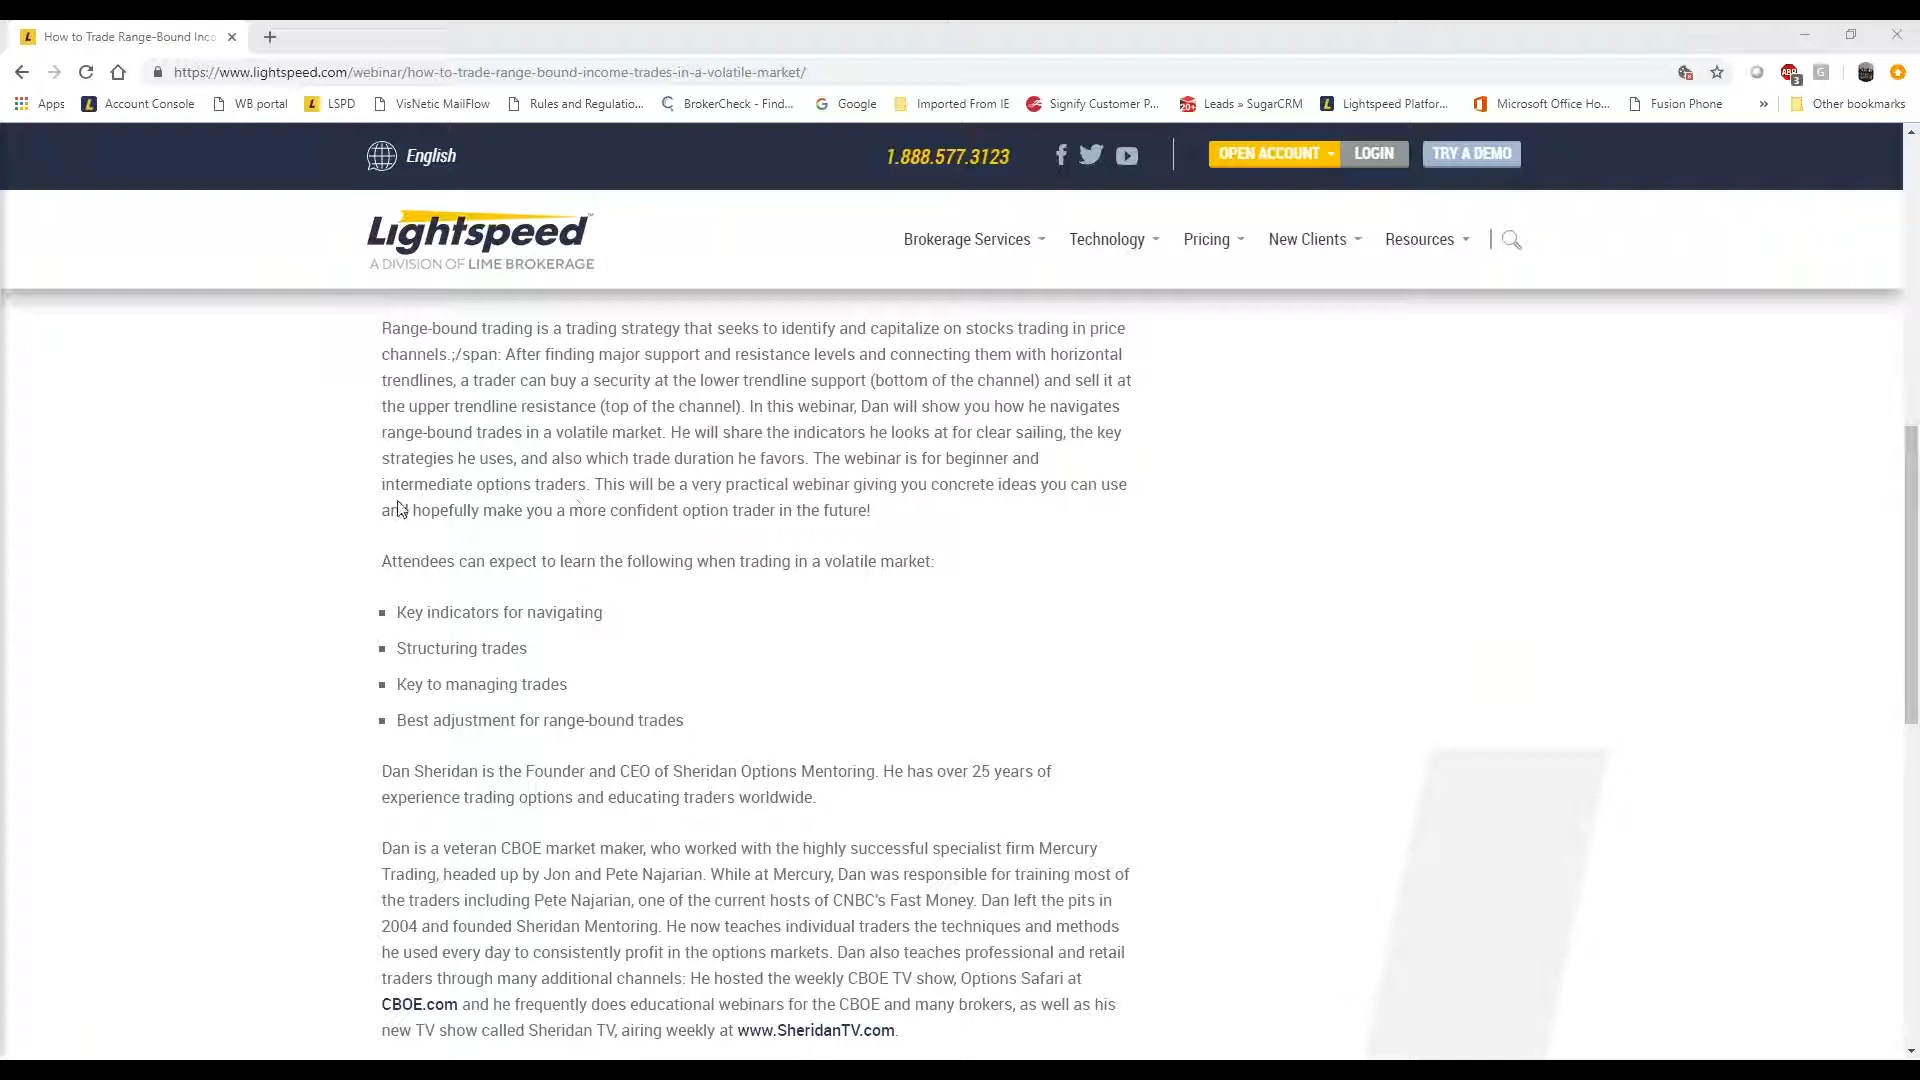 How to Trade Range-Bound Inco
https://www.lightspeed.com/webinar/how-to-trade-range-bound-income-trades-in-a-volatile-market/
Apps Account Console WB portal LSPD VisNetic MailFlow Rules and Regulatio... BrokerCheck - Find... Google Imported From IE Signify Customer P... Leads » SugarCRM Lightspeed Platfor... Microsoft Office Ho... Fusion Phone » Other bookmarks
English 1.888.577.3123 OPEN ACCOUNT LOGIN TRY A DEMO
Lightspeed
A DIVISION OF LIME BROKERAGE
Brokerage Services Technology Pricing New Clients Resources
Range-bound trading is a trading strategy that seeks to identify and capitalize on stocks trading in price
channels.;/span: After finding major support and resistance levels and connecting them with horizontal
trendlines, a trader can buy a security at the lower trendline support (bottom of the channel) and sell it at
the upper trendline resistance (top of the channel). In this webinar, Dan will show you how he navigates
range-bound trades in a volatile market. He will share the indicators he looks at for clear sailing, the key
strategies he uses, and also which trade duration he favors. The webinar is for beginner and
intermediate options traders. This will be a very practical webinar giving you concrete ideas you can use
and hopefully make you a more confident option trader in the future!
Attendees can expect to learn the following when trading in a volatile market:
Key indicators for navigating
Structuring trades
Key to managing trades
Best adjustment for range-bound trades
Dan Sheridan is the Founder and CEO of Sheridan Options Mentoring. He has over 25 years of
experience trading options and educating traders worldwide.
Dan is a veteran CBOE market maker, who worked with the highly successful specialist firm Mercury
Trading, headed up by Jon and Pete Najarian. While at Mercury, Dan was responsible for training most of
the traders including Pete Najarian, one of the current hosts of CNBC's Fast Money. Dan left the pits in
2004 and founded Sheridan Mentoring. He now teaches individual traders the techniques and methods
he used every day to consistently profit in the options markets. Dan also teaches professional and retail
traders through many additional channels: He hosted the weekly CBOE TV show, Options Safari at
CBOE.com and he frequently does educational webinars for the CBOE and many brokers, as well as his
new TV show called Sheridan TV, airing weekly at www.SheridanTV.com.